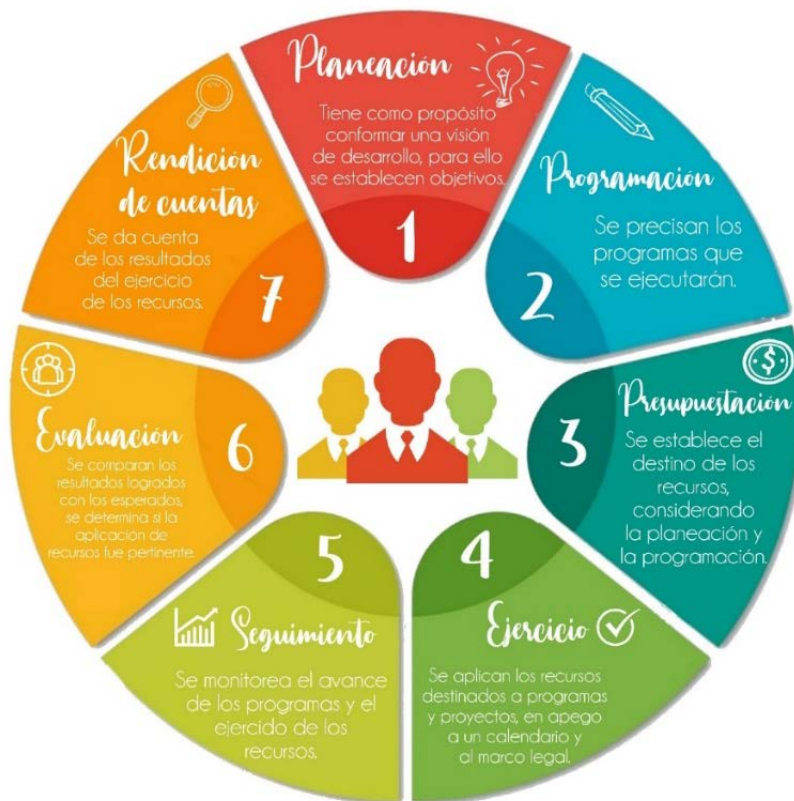 Planeación
Tiene como propósito
conformar una visión
de desarrollo, para ello
se establecen objetivos.
1
Programación
Se precisan los
programas que
se ejecutarán.
2
Presupuestación
Se establece el
destino de los
recursos,
considerando
la planeación y
la programación.
3
4
Ejercicio
Se aplican los recursos
destinados a programas
y proyectos, en apego
a un calendario y
al marco legal.
5
Seguimiento
Se monitorea el avance
de los programas y el
ejercido de los
recursos.
Evaluación
6
Se comparan los
resultados logrados
con los esperados,
se determina si la
aplicación de
recursos fue pertinente.
Rendición
de cuentas
Se da cuenta
de los resultados
del ejercicio
de los recursos.
7